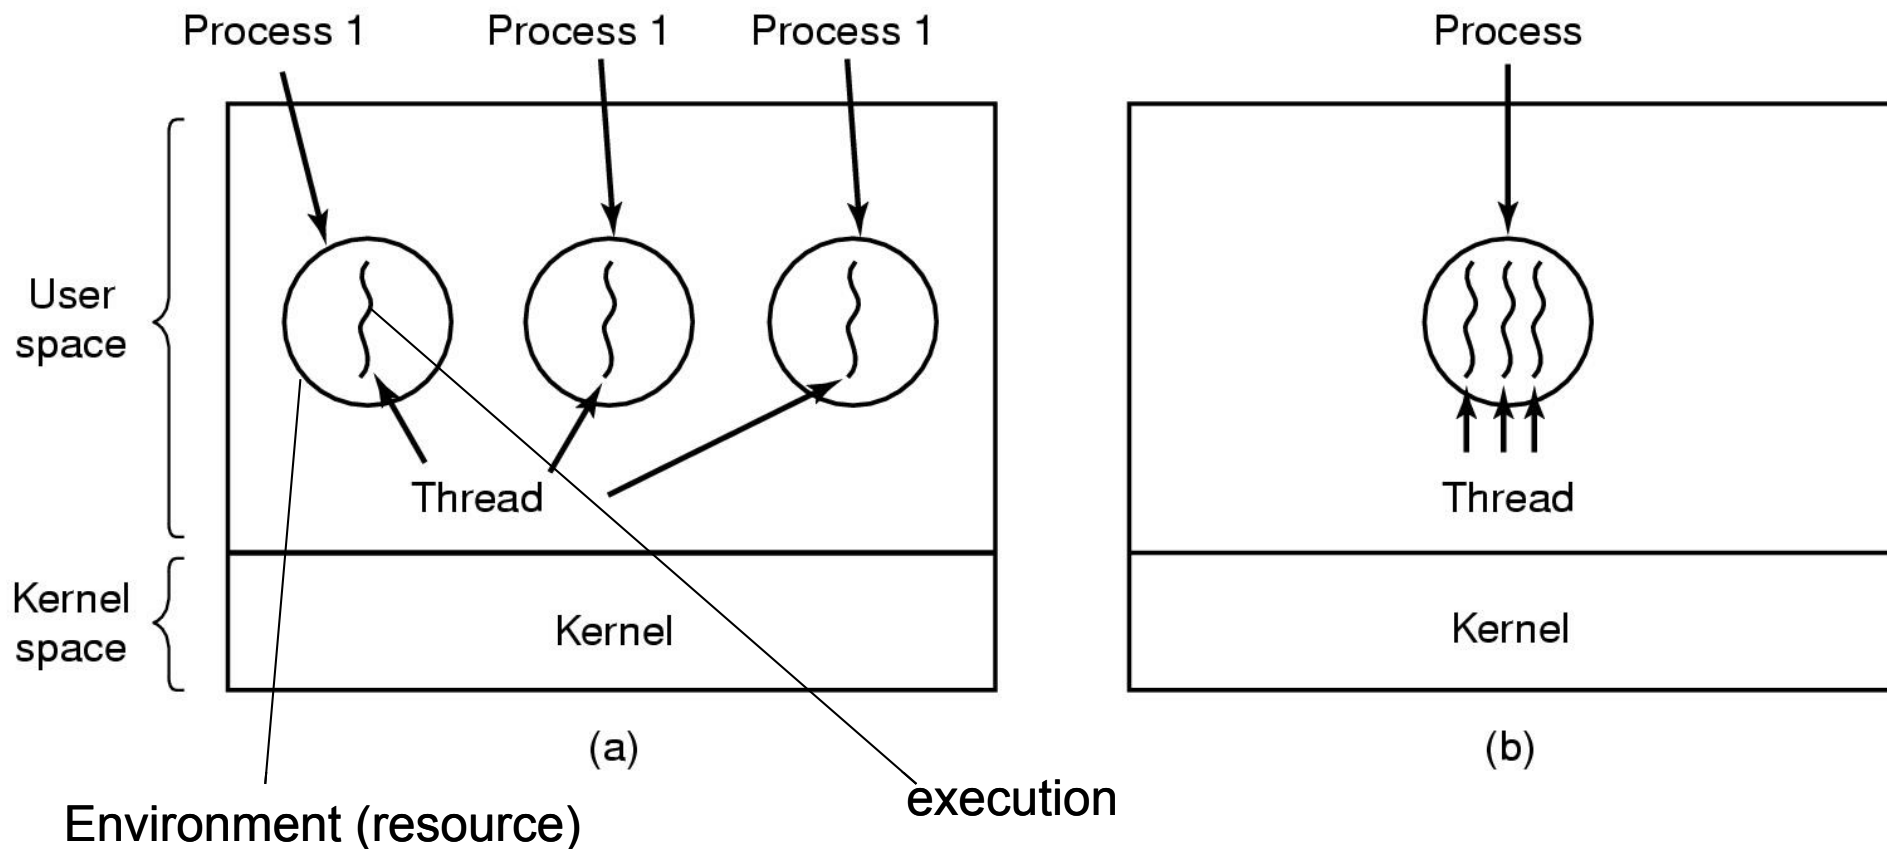 Process 1
Process 1
Process 1
Process
User
space
Thread
Thread
Kernel
space
Kernel
Kernel
(a)
(b)
Environment (resource)
execution